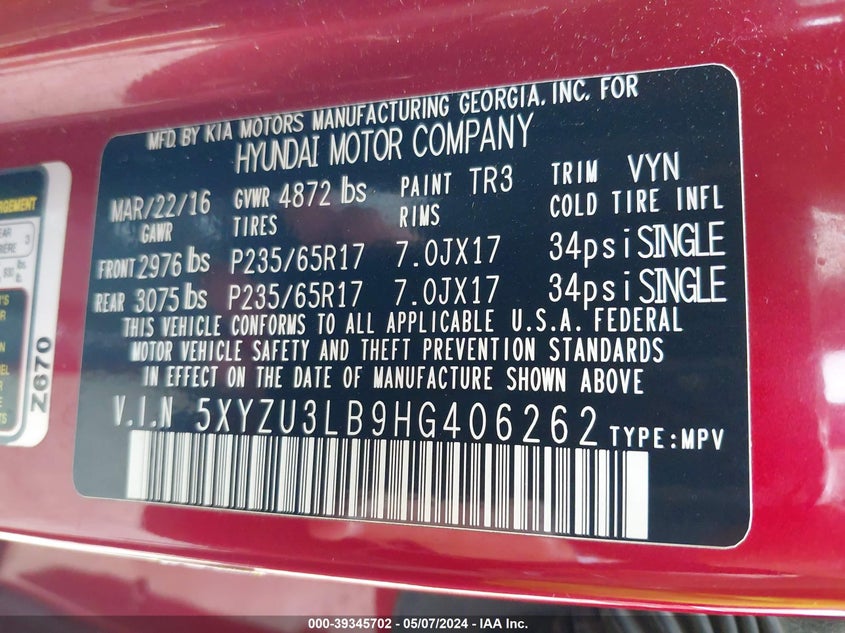 MFD. BY KIA MOTORS MANUFACTURING GEORGIA, INC. FOR
HYUNDAI MOTOR COMPANY
MAR/22/16 GVWR 4872 lbs PAINT TR3 TRIM VYN
GAWR TIRES RIMS COLD TIRE INFL
FRONT 2976 lbs P235/65R17 7.0JX17 34psi SINGLE
REAR 3075 lbs P235/65R17 7.0JX17 34psi SINGLE
THIS VEHICLE CONFORMS TO ALL APPLICABLE U.S.A. FEDERAL
MOTOR VEHICLE SAFETY AND THEFT PREVENTION STANDARDS
IN EFFECT ON THE DATE OF MANUFACTURE SHOWN ABOVE
V.I.N 5XYZU3LB9HG406262 TYPE:MPV
Z670
000-39345702 - 05/07/2024 - IAA Inc.